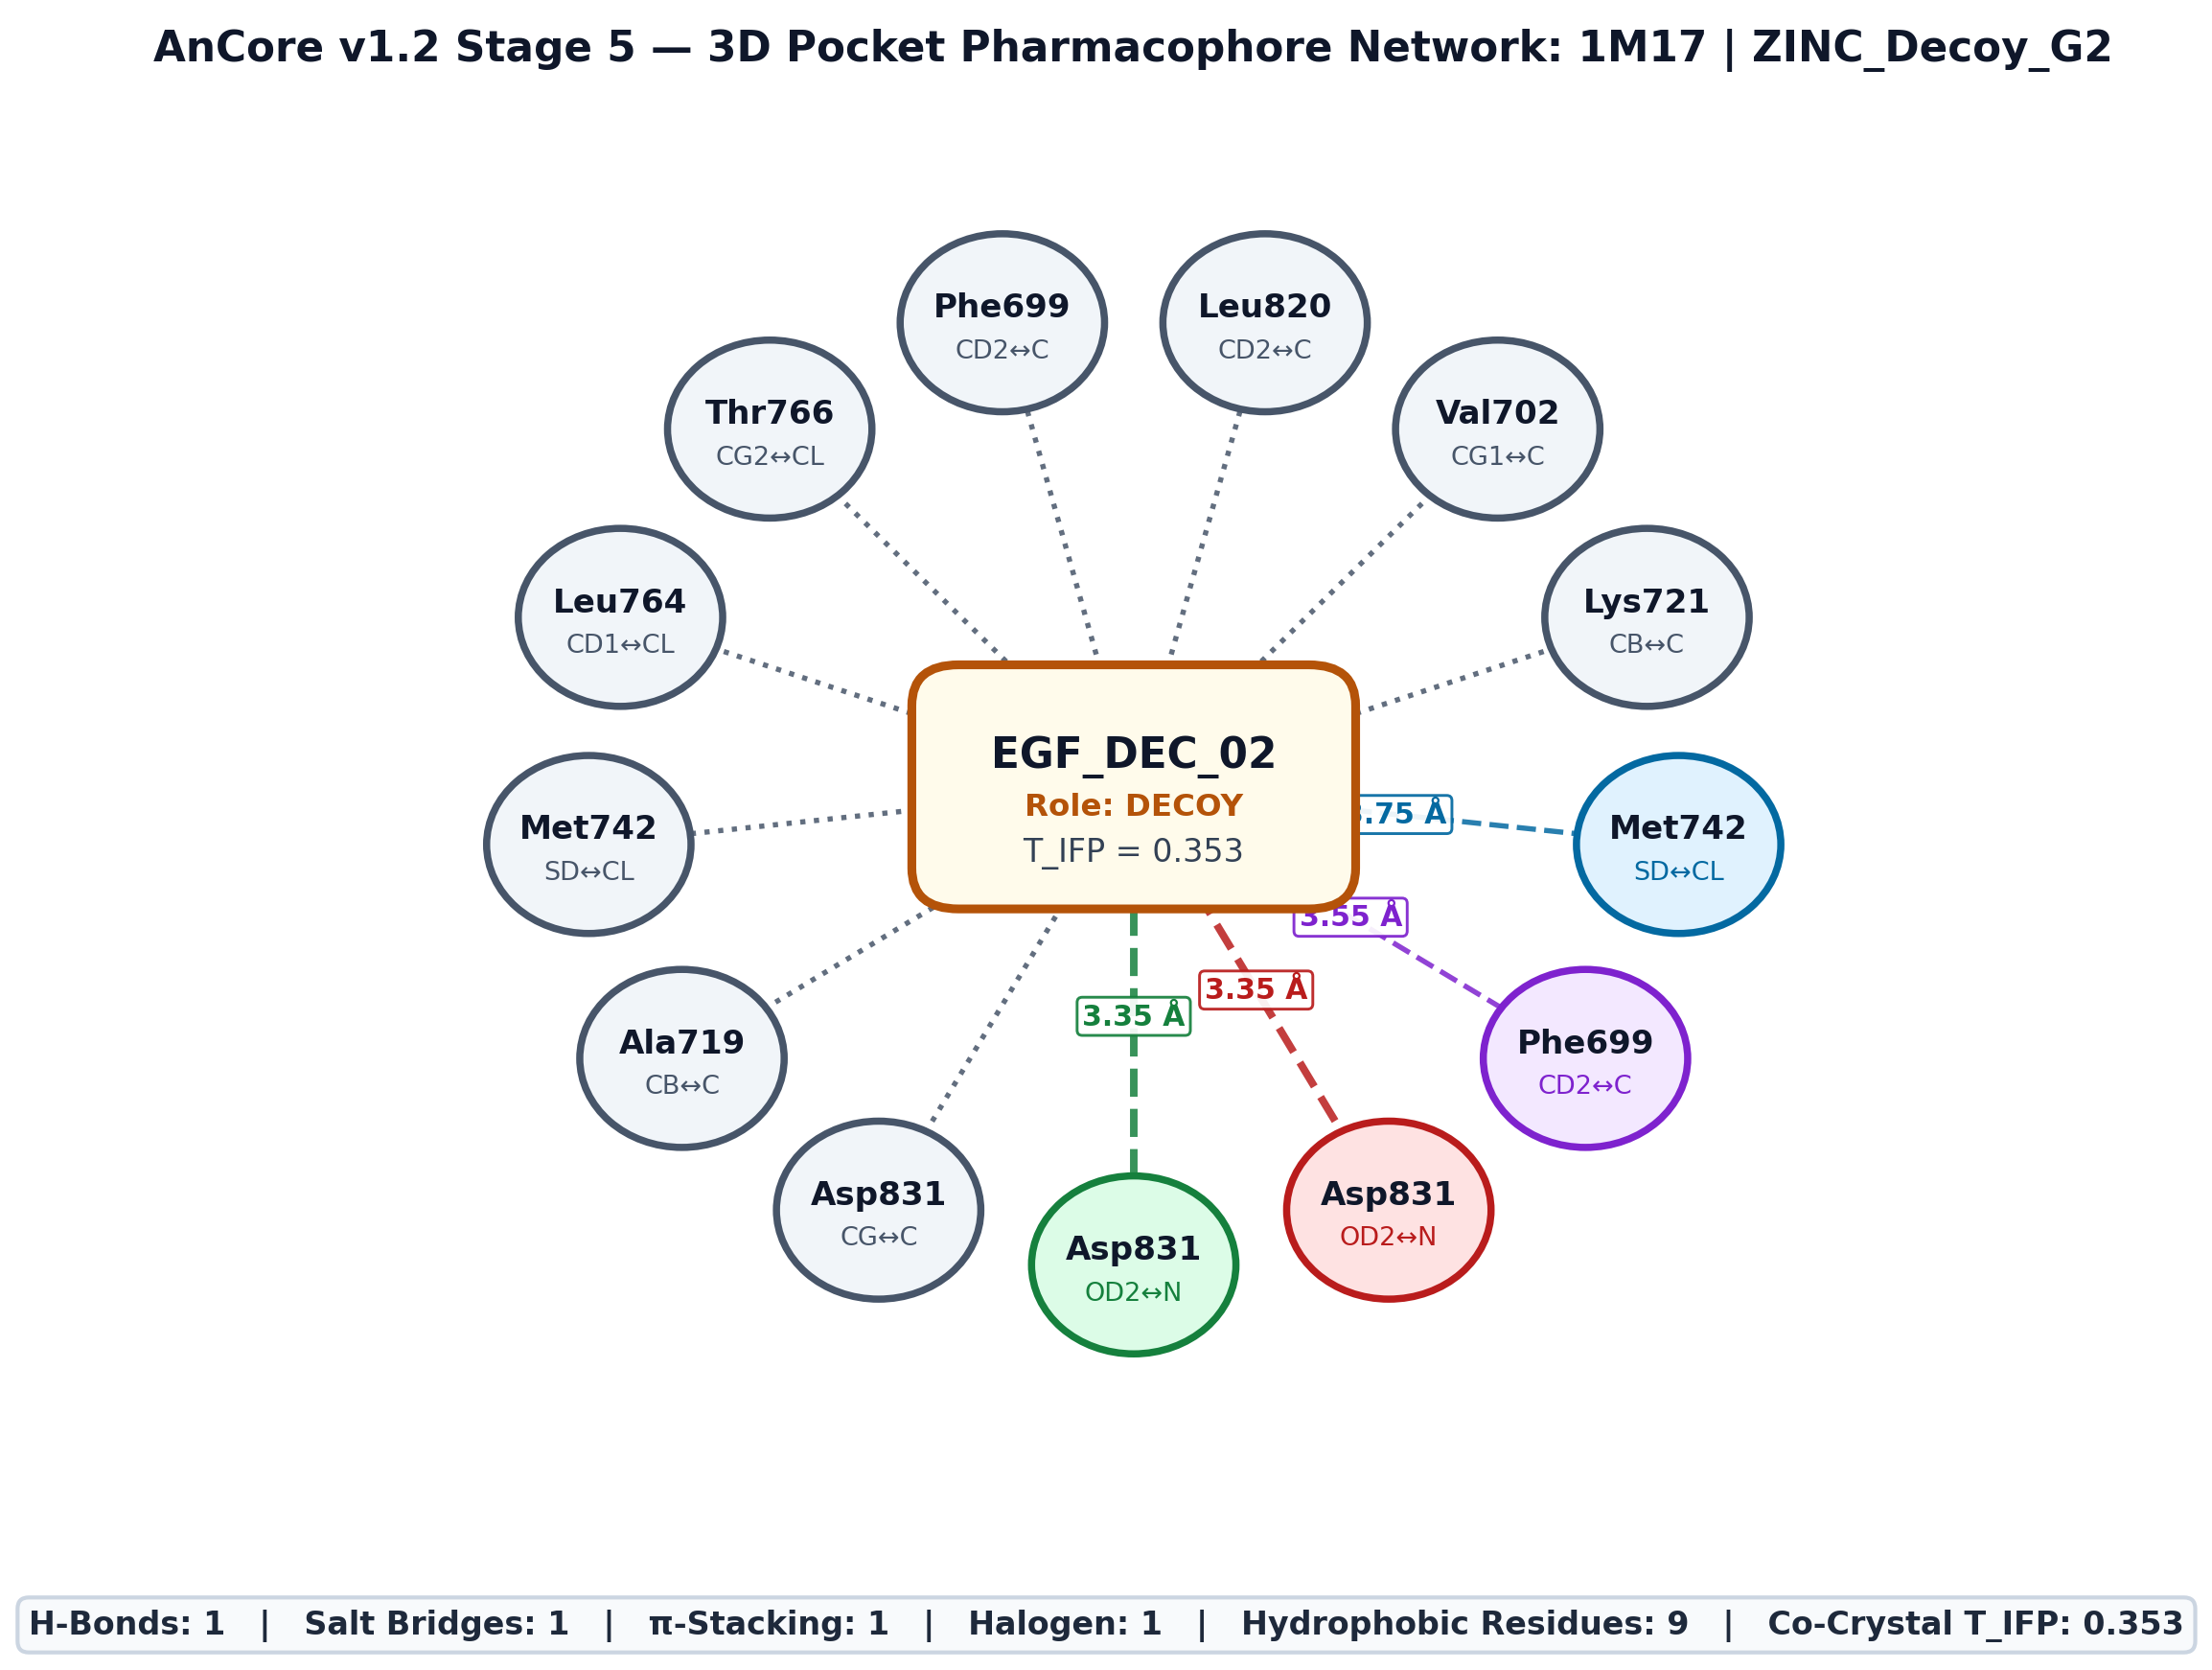 AnCore v1.2 Stage 5 — 3D Pocket Pharmacophore Network: 1M17 | ZINC_Decoy_G2
Phe699
CD2↔C
Leu820
CD2↔C
Thr766
CG2↔CL
Val702
CG1↔C
Leu764
CD1↔CL
Lys721
CB↔C
EGF_DEC_02
Role: DECOY
T_IFP = 0.353
.75 Å
Met742
SD↔CL
Met742
SD↔CL
3.55 Å
3.35 Å
3.35 Å
Ala719
CB↔C
Phe699
CD2↔C
Asp831
CG↔C
Asp831
OD2↔N
Asp831
OD2↔N
H-Bonds: 1 | Salt Bridges: 1 | π-Stacking: 1 | Halogen: 1 | Hydrophobic Residues: 9 | Co-Crystal T_IFP: 0.353